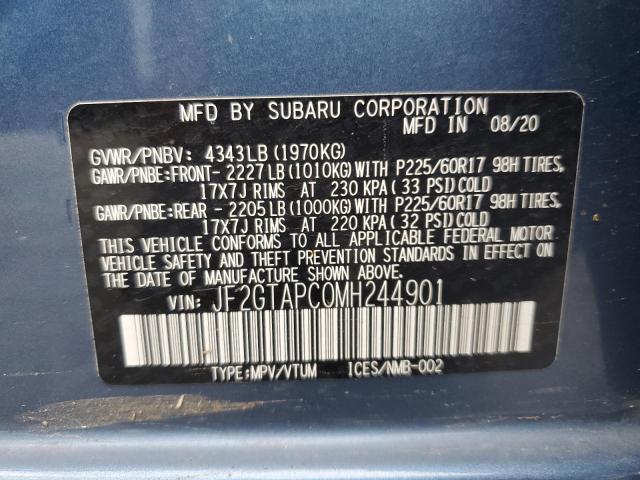 MFD BY SUBARU CORPORATION
MFD IN 08/20
GVWR/PNBV: 4343LB(1970KG)
GAWR/PNBE:FRONT- 2227LB(1010KG)WITH P225/60R17 98H TIRES,
17X7J RIMS AT 230 KPA(33 PSI)COLD
GAWR/PNBE:REAR - 2205LB(1000KG)WITH P225/60R17 98H TIRES,
17X7J RIMS AT 220 KPA(32 PSI)COLD
THIS VEHICLE CONFORMS TO ALL APPLICABLE FEDERAL MOTOR
VEHICLE SAFETY AND THEFT PREVENTION STANDARDS IN EFFECT ON
THE DATE OF MANUFACTURE SHOWN ABOVE.
VIN: JF2GTAPC0MH244901
TYPE:MPV/VTUM ICES/NMB-002